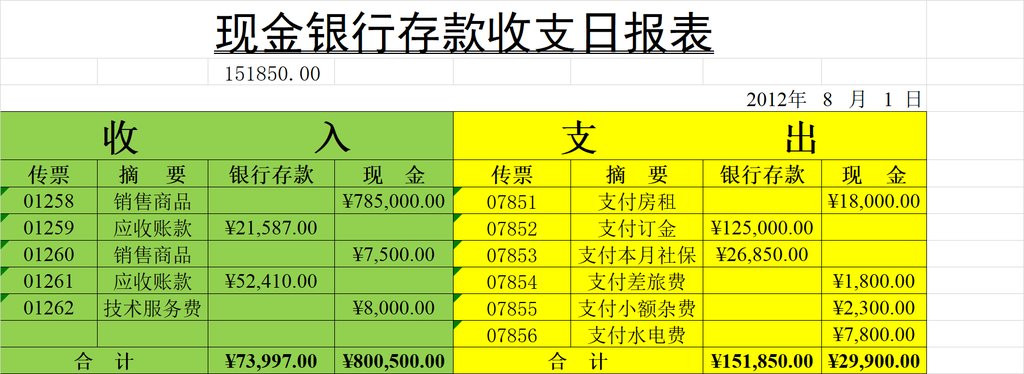 现金银行存款收支日报表
151850.00
2012年 8 月 1 日
收 入 支 出
传票 摘 要 银行存款 现 金 传票 摘 要 银行存款 现 金
01258 销售商品 ¥785,000.00 07851 支付房租 ¥18,000.00
01259 应收账款 ¥21,587.00 07852 支付订金 ¥125,000.00
01260 销售商品 ¥7,500.00 07853 支付本月社保 ¥26,850.00
01261 应收账款 ¥52,410.00 07854 支付差旅费 ¥1,800.00
01262 技术服务费 ¥8,000.00 07855 支付小额杂费 ¥2,300.00
07856 支付水电费 ¥7,800.00
合 计 ¥73,997.00 ¥800,500.00 合 计 ¥151,850.00 ¥29,900.00